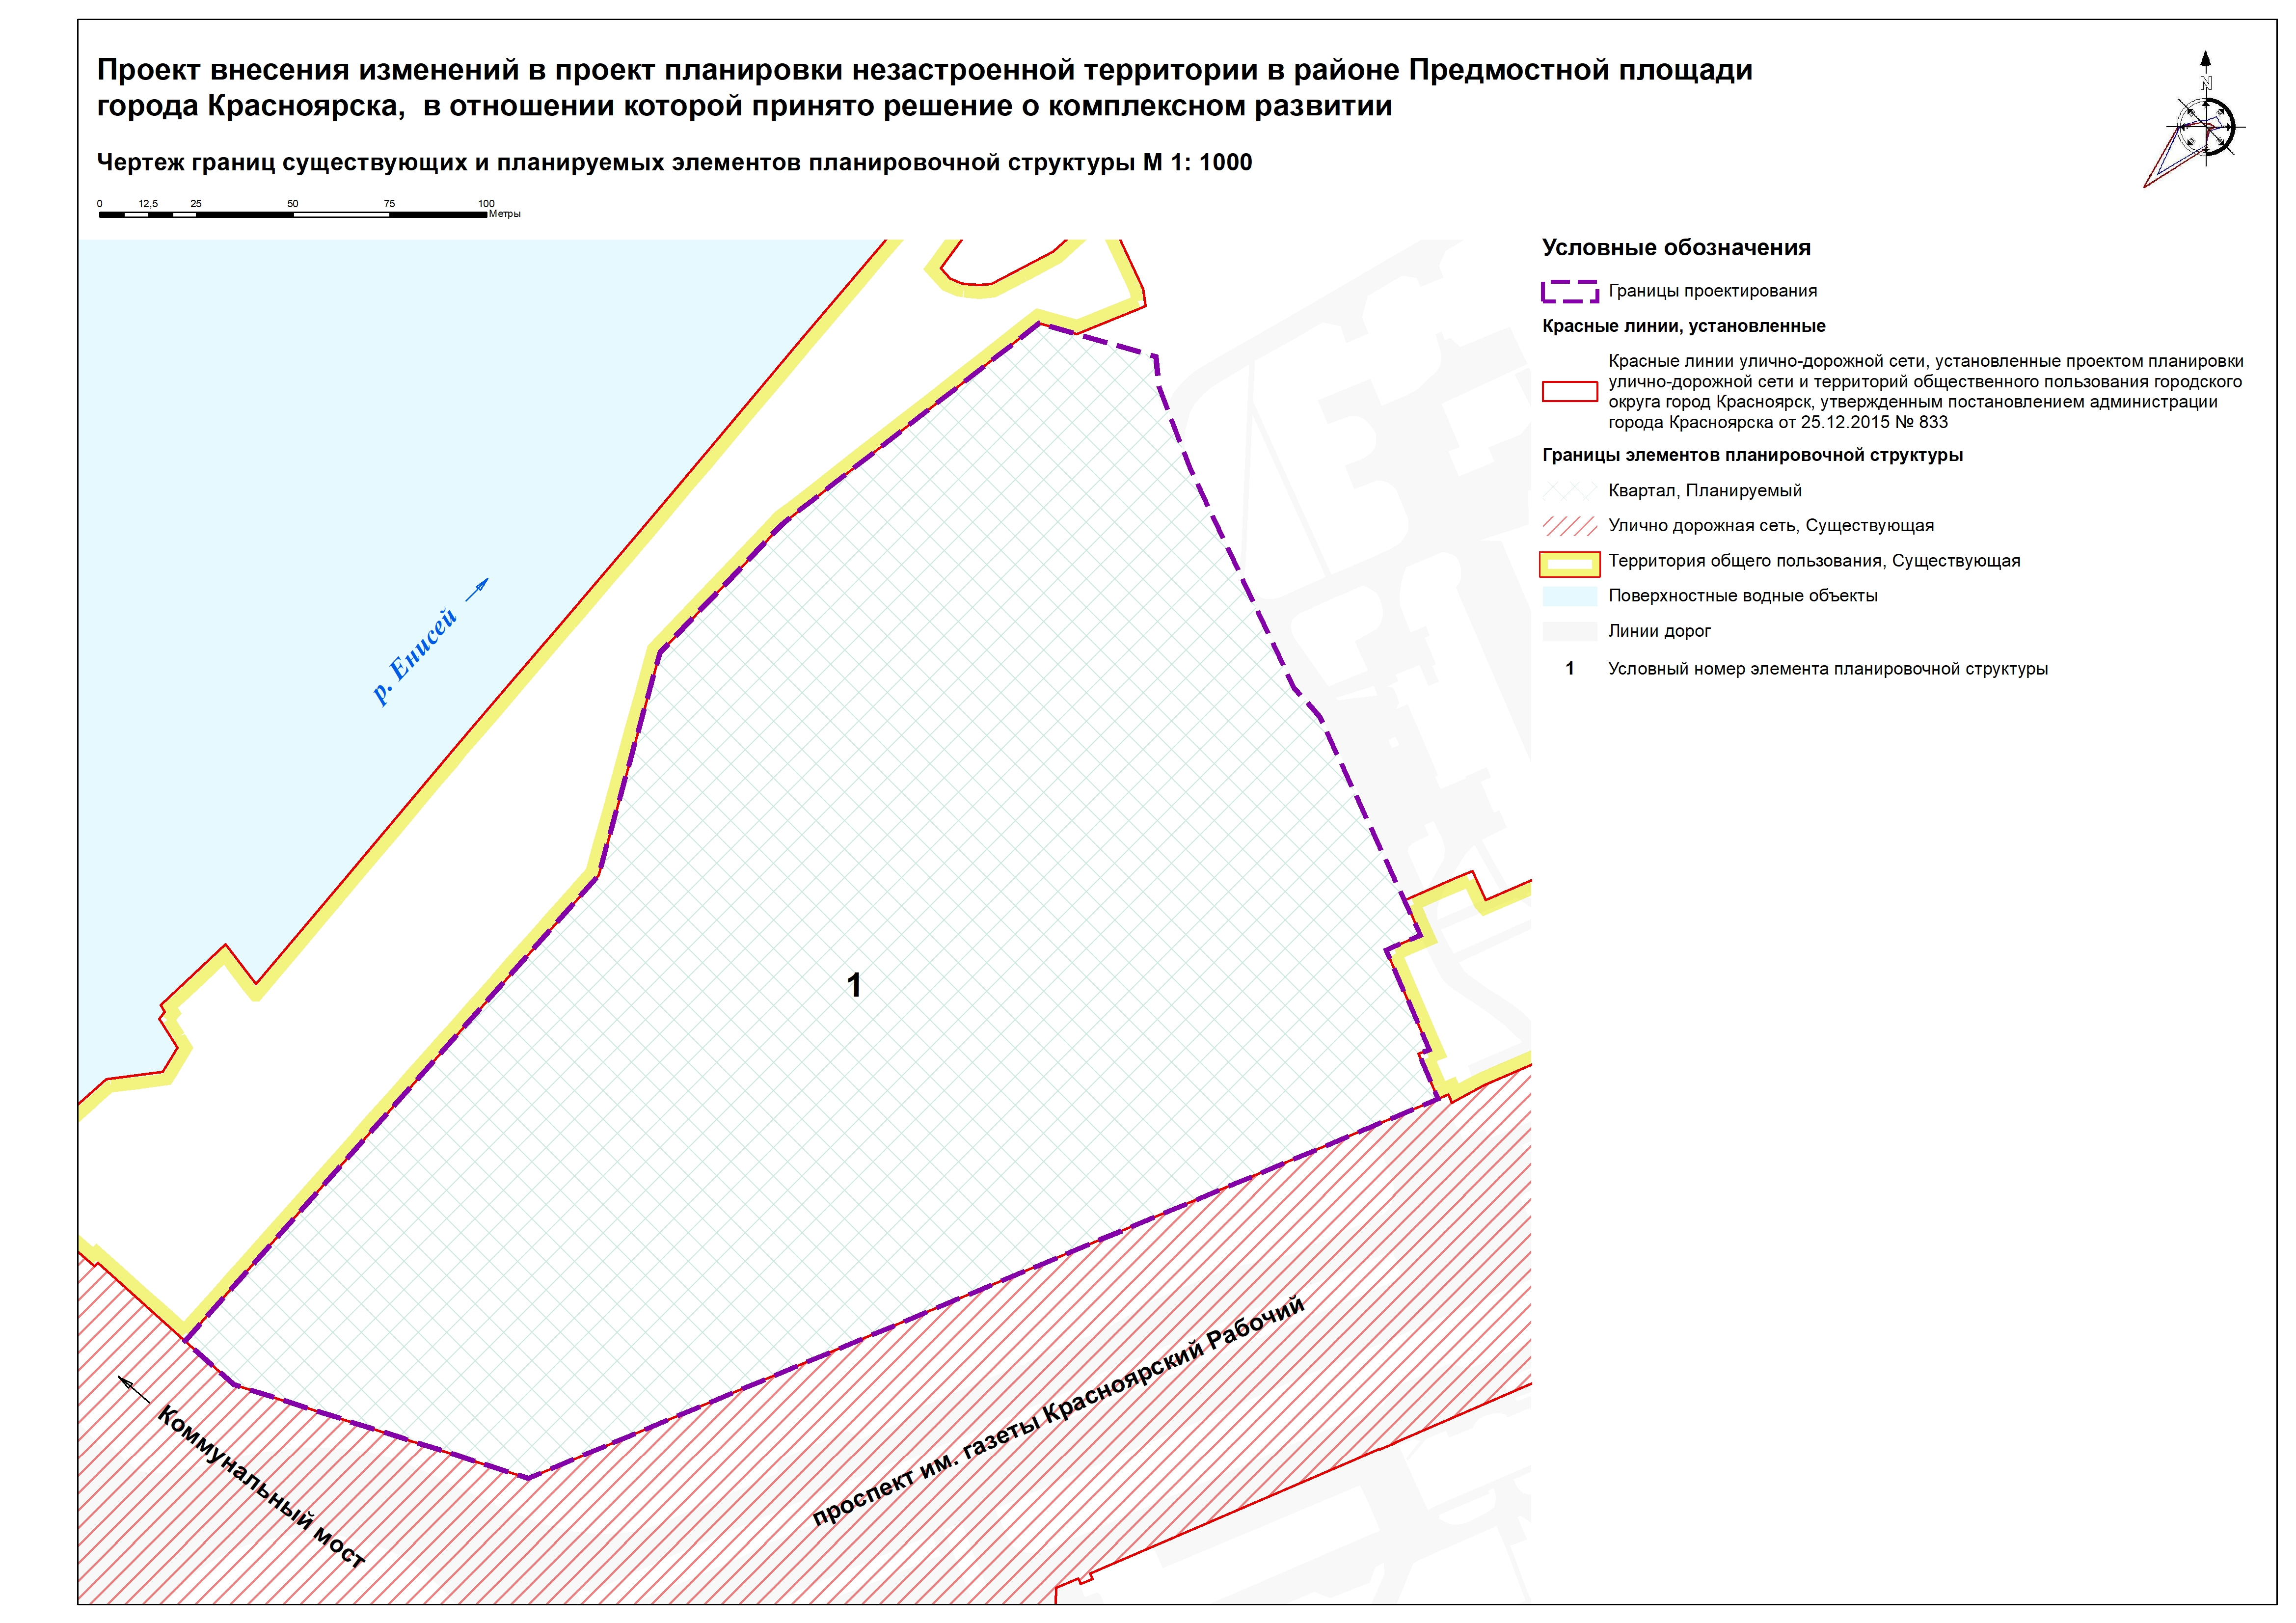 Проект внесения изменений в проект планировки незастроенной территории в районе Предмостной площади
города Красноярска, в отношении которой принято решение о комплексном развитии
N
Чертеж границ существующих и планируемых элементов планировочной структуры М 1: 1000
0 12,5 25 50 75 100
Метры
Условные обозначения
Границы проектирования
Красные линии, установленные
Красные линии улично-дорожной сети, установленные проектом планировки
улично-дорожной сети и территорий общественного пользования городского
округа город Красноярск, утвержденным постановлением администрации
города Красноярска от 25.12.2015 № 833
Границы элементов планировочной структуры
Квартал, Планируемый
Улично дорожная сеть, Существующая
Территория общего пользования, Существующая
Поверхностные водные объекты
Линии дорог
1 Условный номер элемента планировочной структуры
р. Енисей
1
проспект им. газеты Красноярский Рабочий
Коммунальный мост